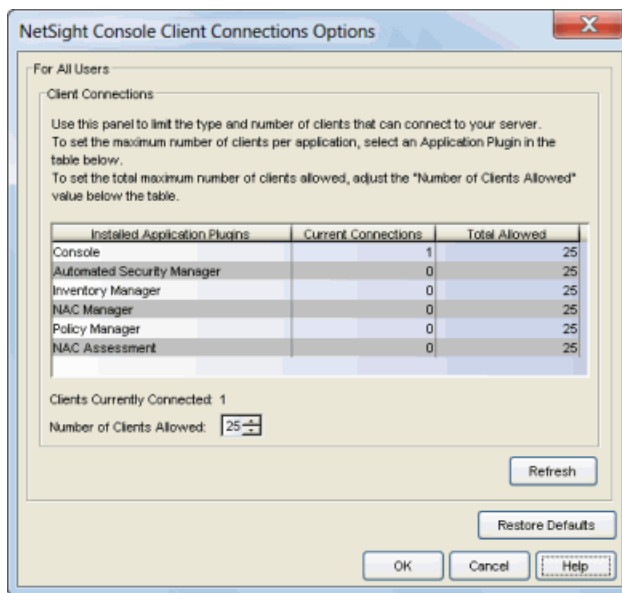 NetSight Console Client Connections Options
For All Users
Client Connections
Use this panel to limit the type and number of clients that can connect to your server.
To set the maximum number of clients per application, select an Application Plugin in the
table below.
To set the total maximum number of clients allowed, adjust the "Number of Clients Allowed"
value below the table.
Installed Application Plugins Current Connections Total Allowed
Console 1 25
Automated Security Manager 0 25
Inventory Manager 0 25
NAC Manager 0 25
Policy Manager 0 25
NAC Assessment 0 25
Clients Currently Connected: 1
Number of Clients Allowed: 25
Refresh
Restore Defaults
OK Cancel Help